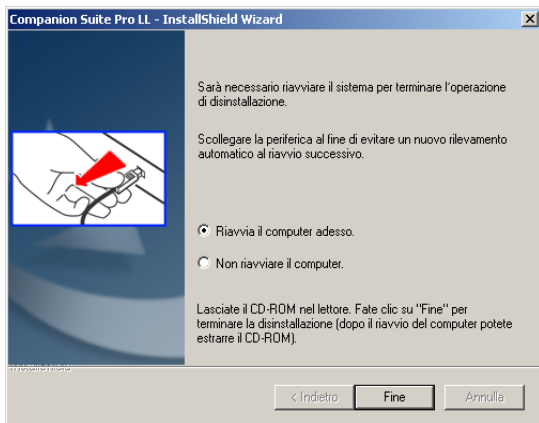 Companion Suite Pro LL - InstallShield Wizard
Sarà necessario riavviare il sistema per terminare l'operazione
di disinstallazione.
Scollegare la periferica al fine di evitare un nuovo rilevamento
automatico al riavvio successivo.
Riavvia il computer adesso.
Non riavviare il computer.
Lasciate il CD-ROM nel lettore. Fate clic su "Fine" per
terminare la disinstallazione (dopo il riavvio del computer potete
estrarre il CD-ROM).
InstallShield
< Indietro
Fine
Annulla